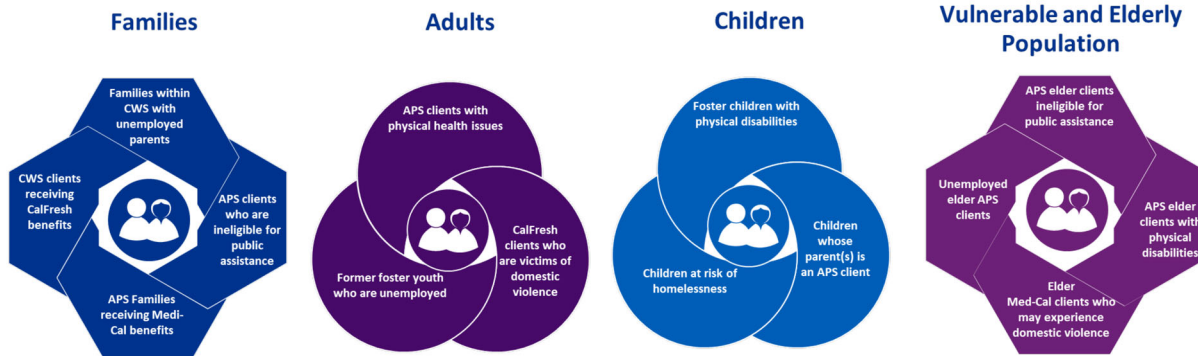 Families
Families within
CWS with
unemployed
parents
CWS clients
receiving
CalFresh
benefits
APS clients
who are
ineligible for
public
assistance
APS Families
receiving Medi-
Cal benefits
Adults
APS clients with
physical health
issues
Former foster youth
who are unemployed
CalFresh
clients who
are victims of
domestic
violence
Children
Foster children with
physical disabilities
Children at risk of
homelessness
Children
whose
parent(s) is
an APS client
Vulnerable and Elderly
Population
APS elder clients
ineligible for
public assistance
Unemployed
elder APS
clients
APS elder
clients with
physical
disabilities
Elder
Med-Cal clients who
may experience
domestic violence